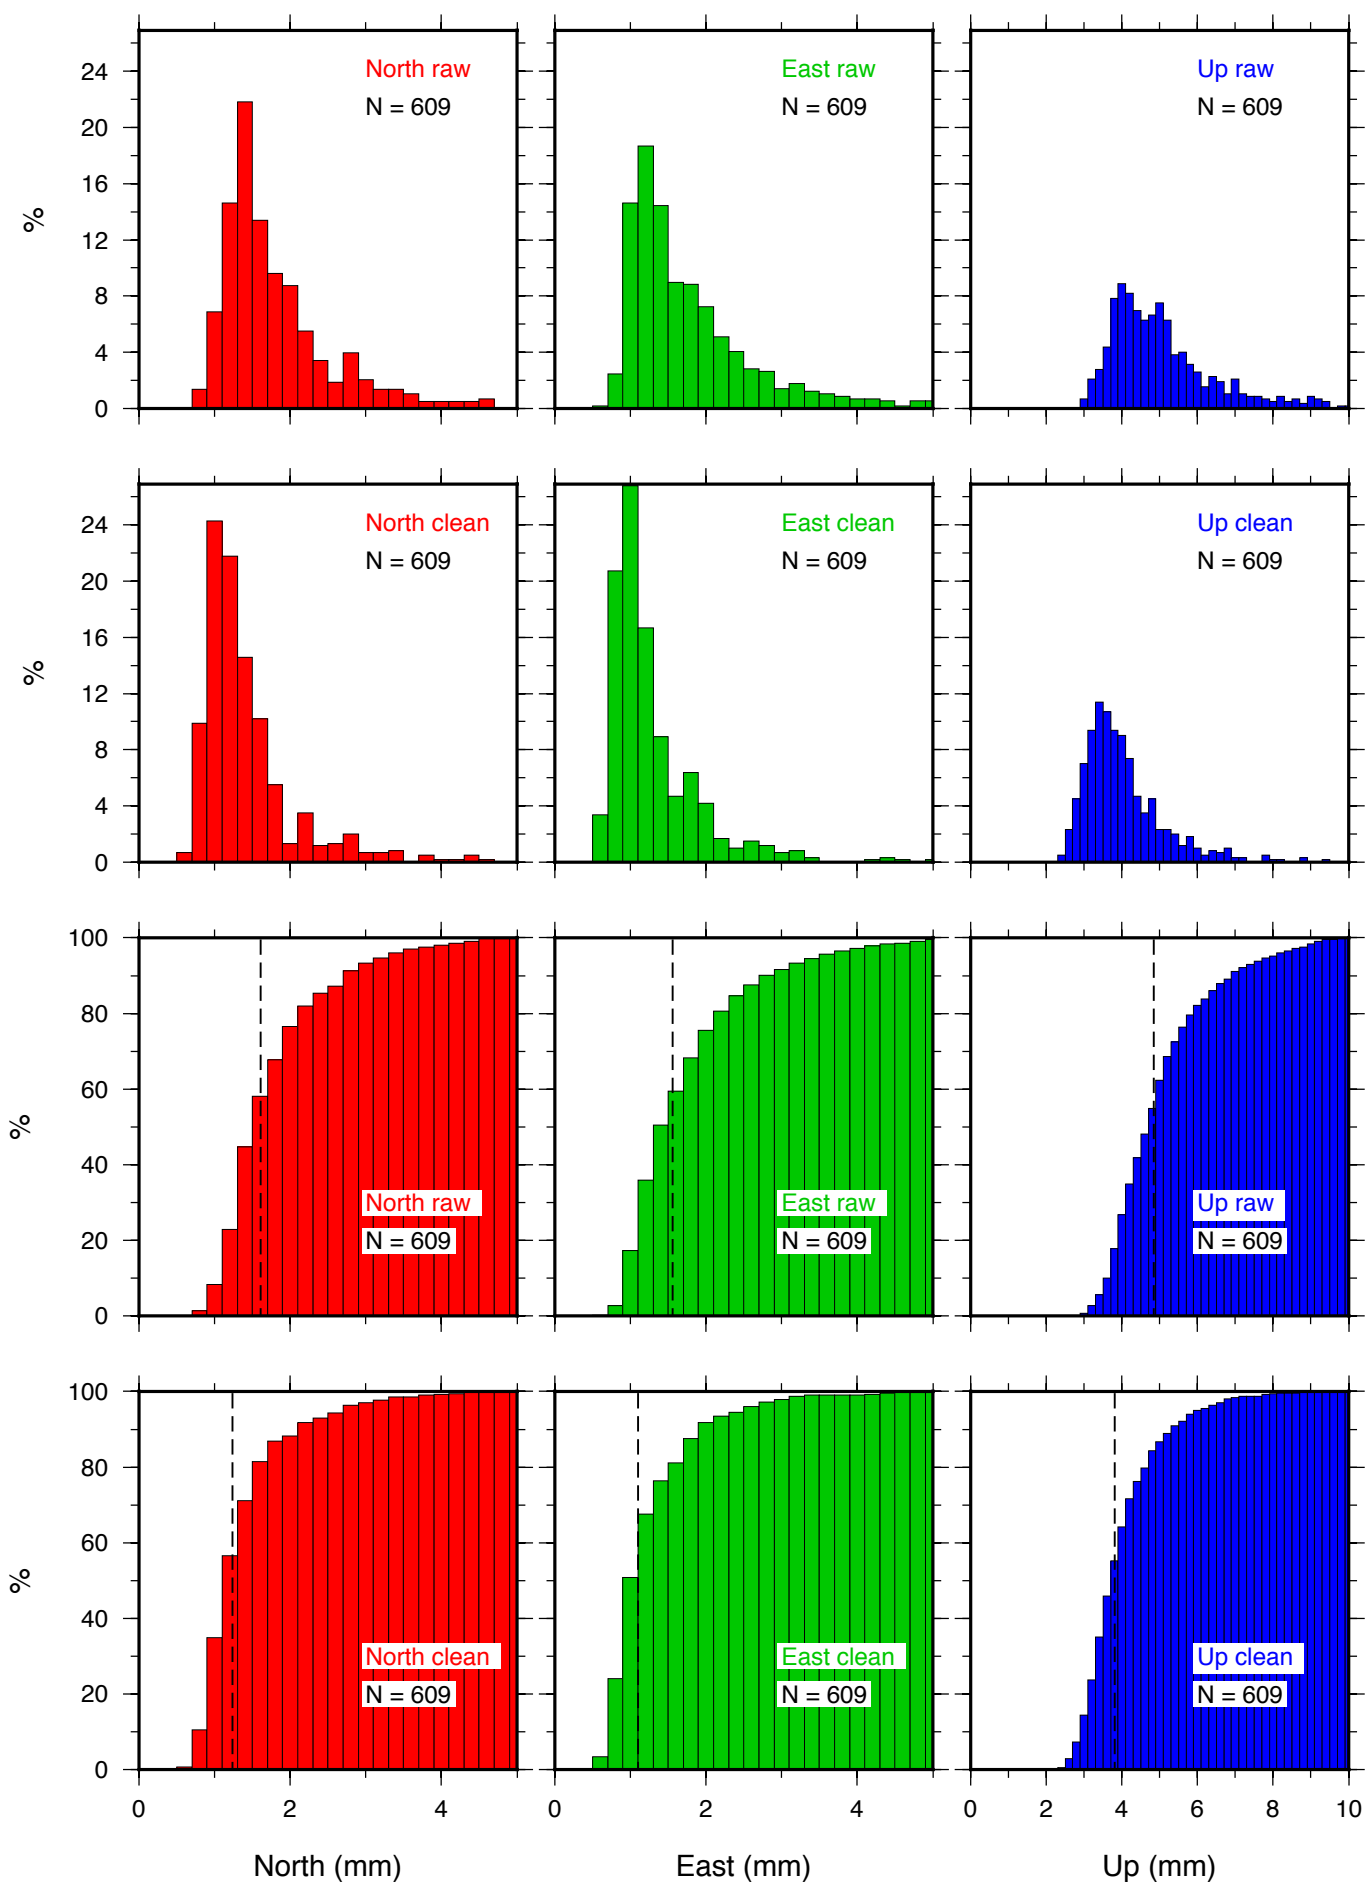 North raw
N = 609
East raw
N = 609
Up raw
N = 609
%
24
20
16
12
8
4
0
North clean
N = 609
East clean
N = 609
Up clean
N = 609
%
24
20
16
12
8
4
0
North raw
N = 609
East raw
N = 609
Up raw
N = 609
%
100
80
60
40
20
0
North clean
N = 609
East clean
N = 609
Up clean
N = 609
%
100
80
60
40
20
0
0 2 4
0 2 4
0 2 4 6 8 10
North (mm)
East (mm)
Up (mm)